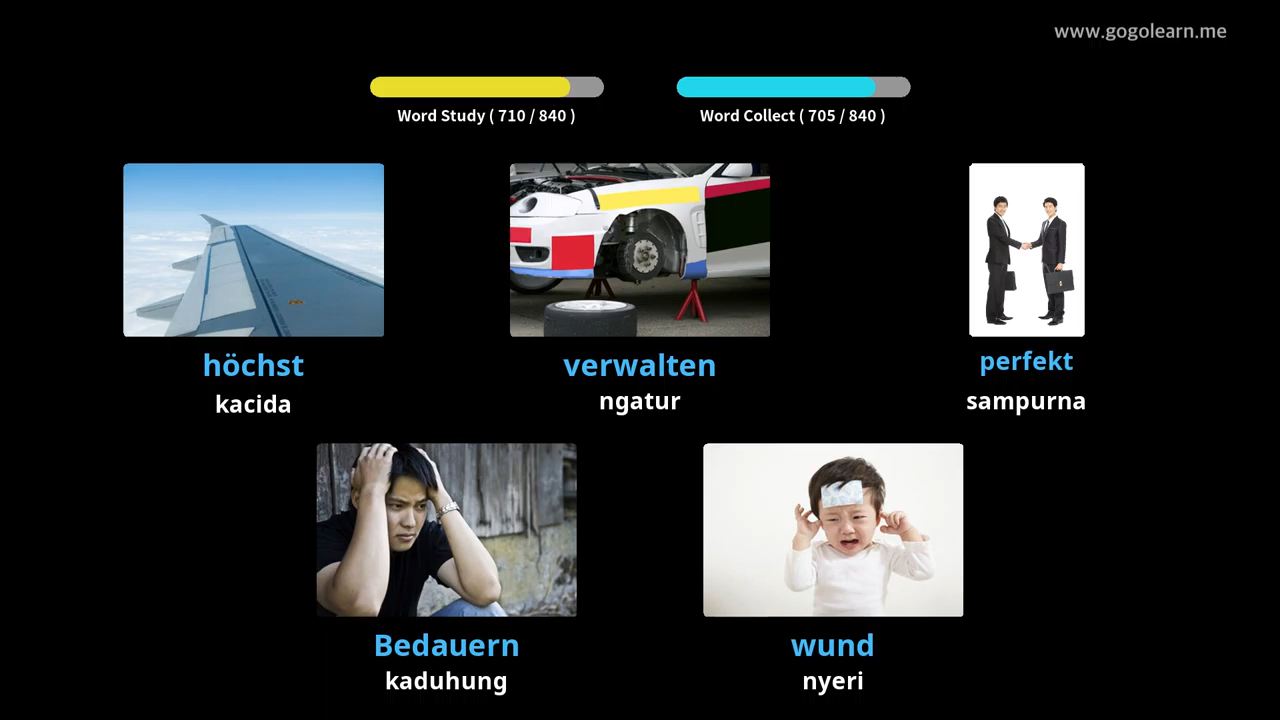 www.gogolearn.me
Word Study ( 710 / 840 )
Word Collect ( 705 / 840 )
höchst
kacida
verwalten
ngatur
perfekt
sampurna
Bedauern
kaduhung
wund
nyeri